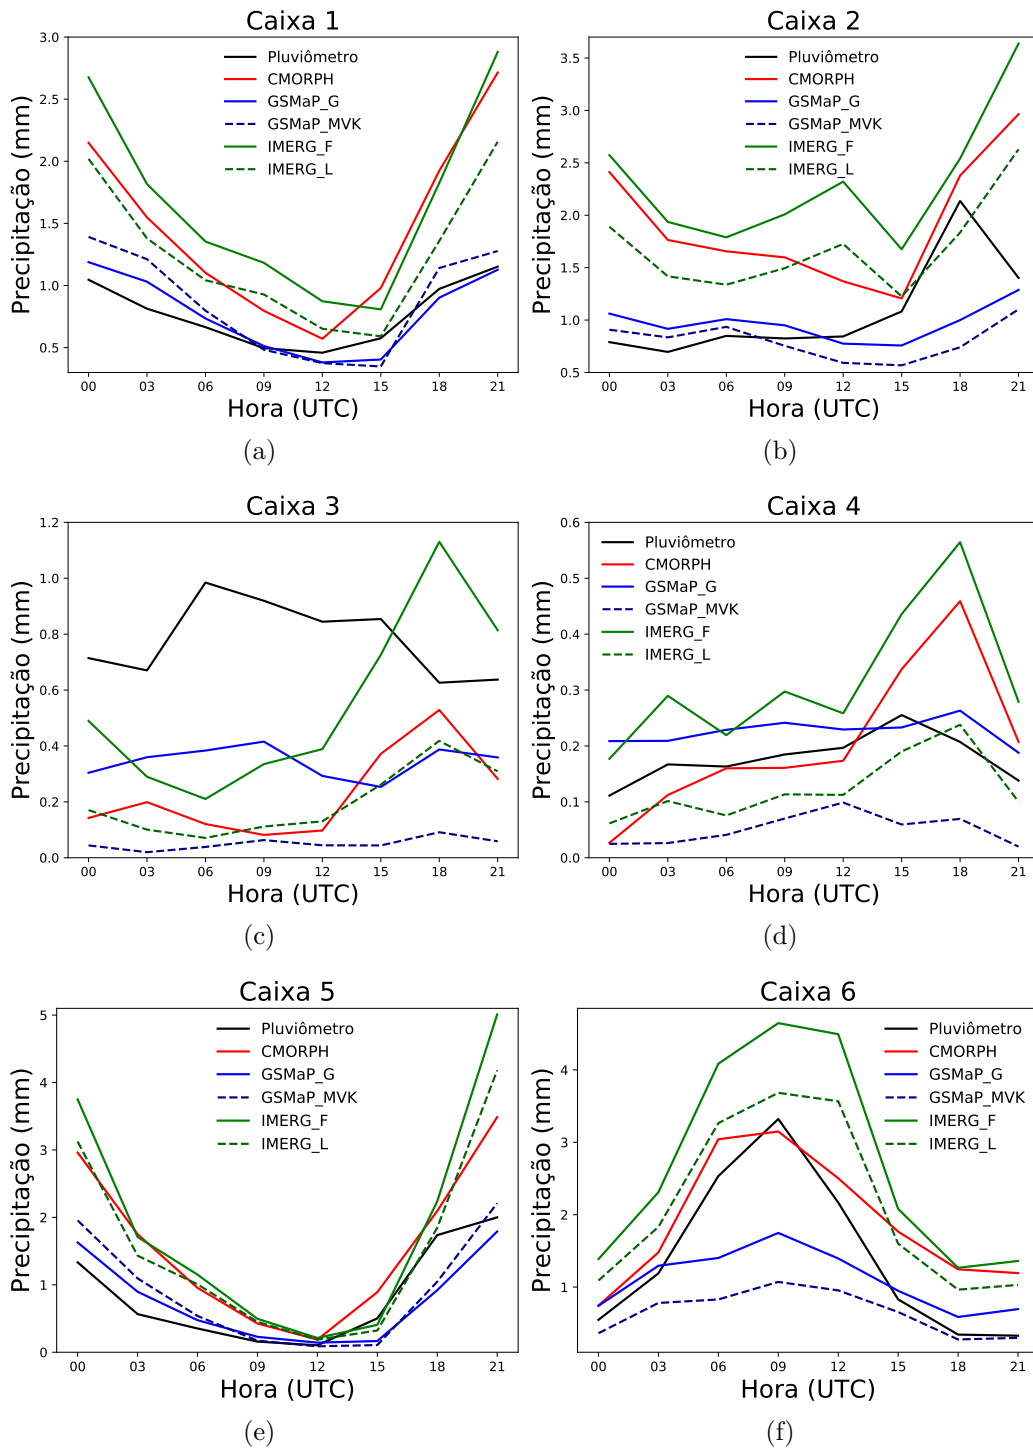 Caixa 1
Precipitação (mm)
3.0
2.5
2.0
1.5
1.0
0.5
Pluviômetro
CMORPH
GSMaP_G
GSMaP_MVK
IMERG_F
IMERG_L
00 03 06 09 12 15 18 21
Hora (UTC)
(a)
Caixa 2
Precipitação (mm)
3.5
3.0
2.5
2.0
1.5
1.0
0.5
Pluviômetro
CMORPH
GSMaP_G
GSMaP_MVK
IMERG_F
IMERG_L
00 03 06 09 12 15 18 21
Hora (UTC)
(b)
Caixa 3
Precipitação (mm)
1.2
1.0
0.8
0.6
0.4
0.2
0.0
00 03 06 09 12 15 18 21
Hora (UTC)
(c)
Caixa 4
Precipitação (mm)
0.6
0.5
0.4
0.3
0.2
0.1
0.0
Pluviômetro
CMORPH
GSMaP_G
GSMaP_MVK
IMERG_F
IMERG_L
00 03 06 09 12 15 18 21
Hora (UTC)
(d)
Caixa 5
Precipitação (mm)
5
4
3
2
1
0
Pluviômetro
CMORPH
GSMaP_G
GSMaP_MVK
IMERG_F
IMERG_L
00 03 06 09 12 15 18 21
Hora (UTC)
(e)
Caixa 6
Precipitação (mm)
4
3
2
1
Pluviômetro
CMORPH
GSMaP_G
GSMaP_MVK
IMERG_F
IMERG_L
00 03 06 09 12 15 18 21
Hora (UTC)
(f)